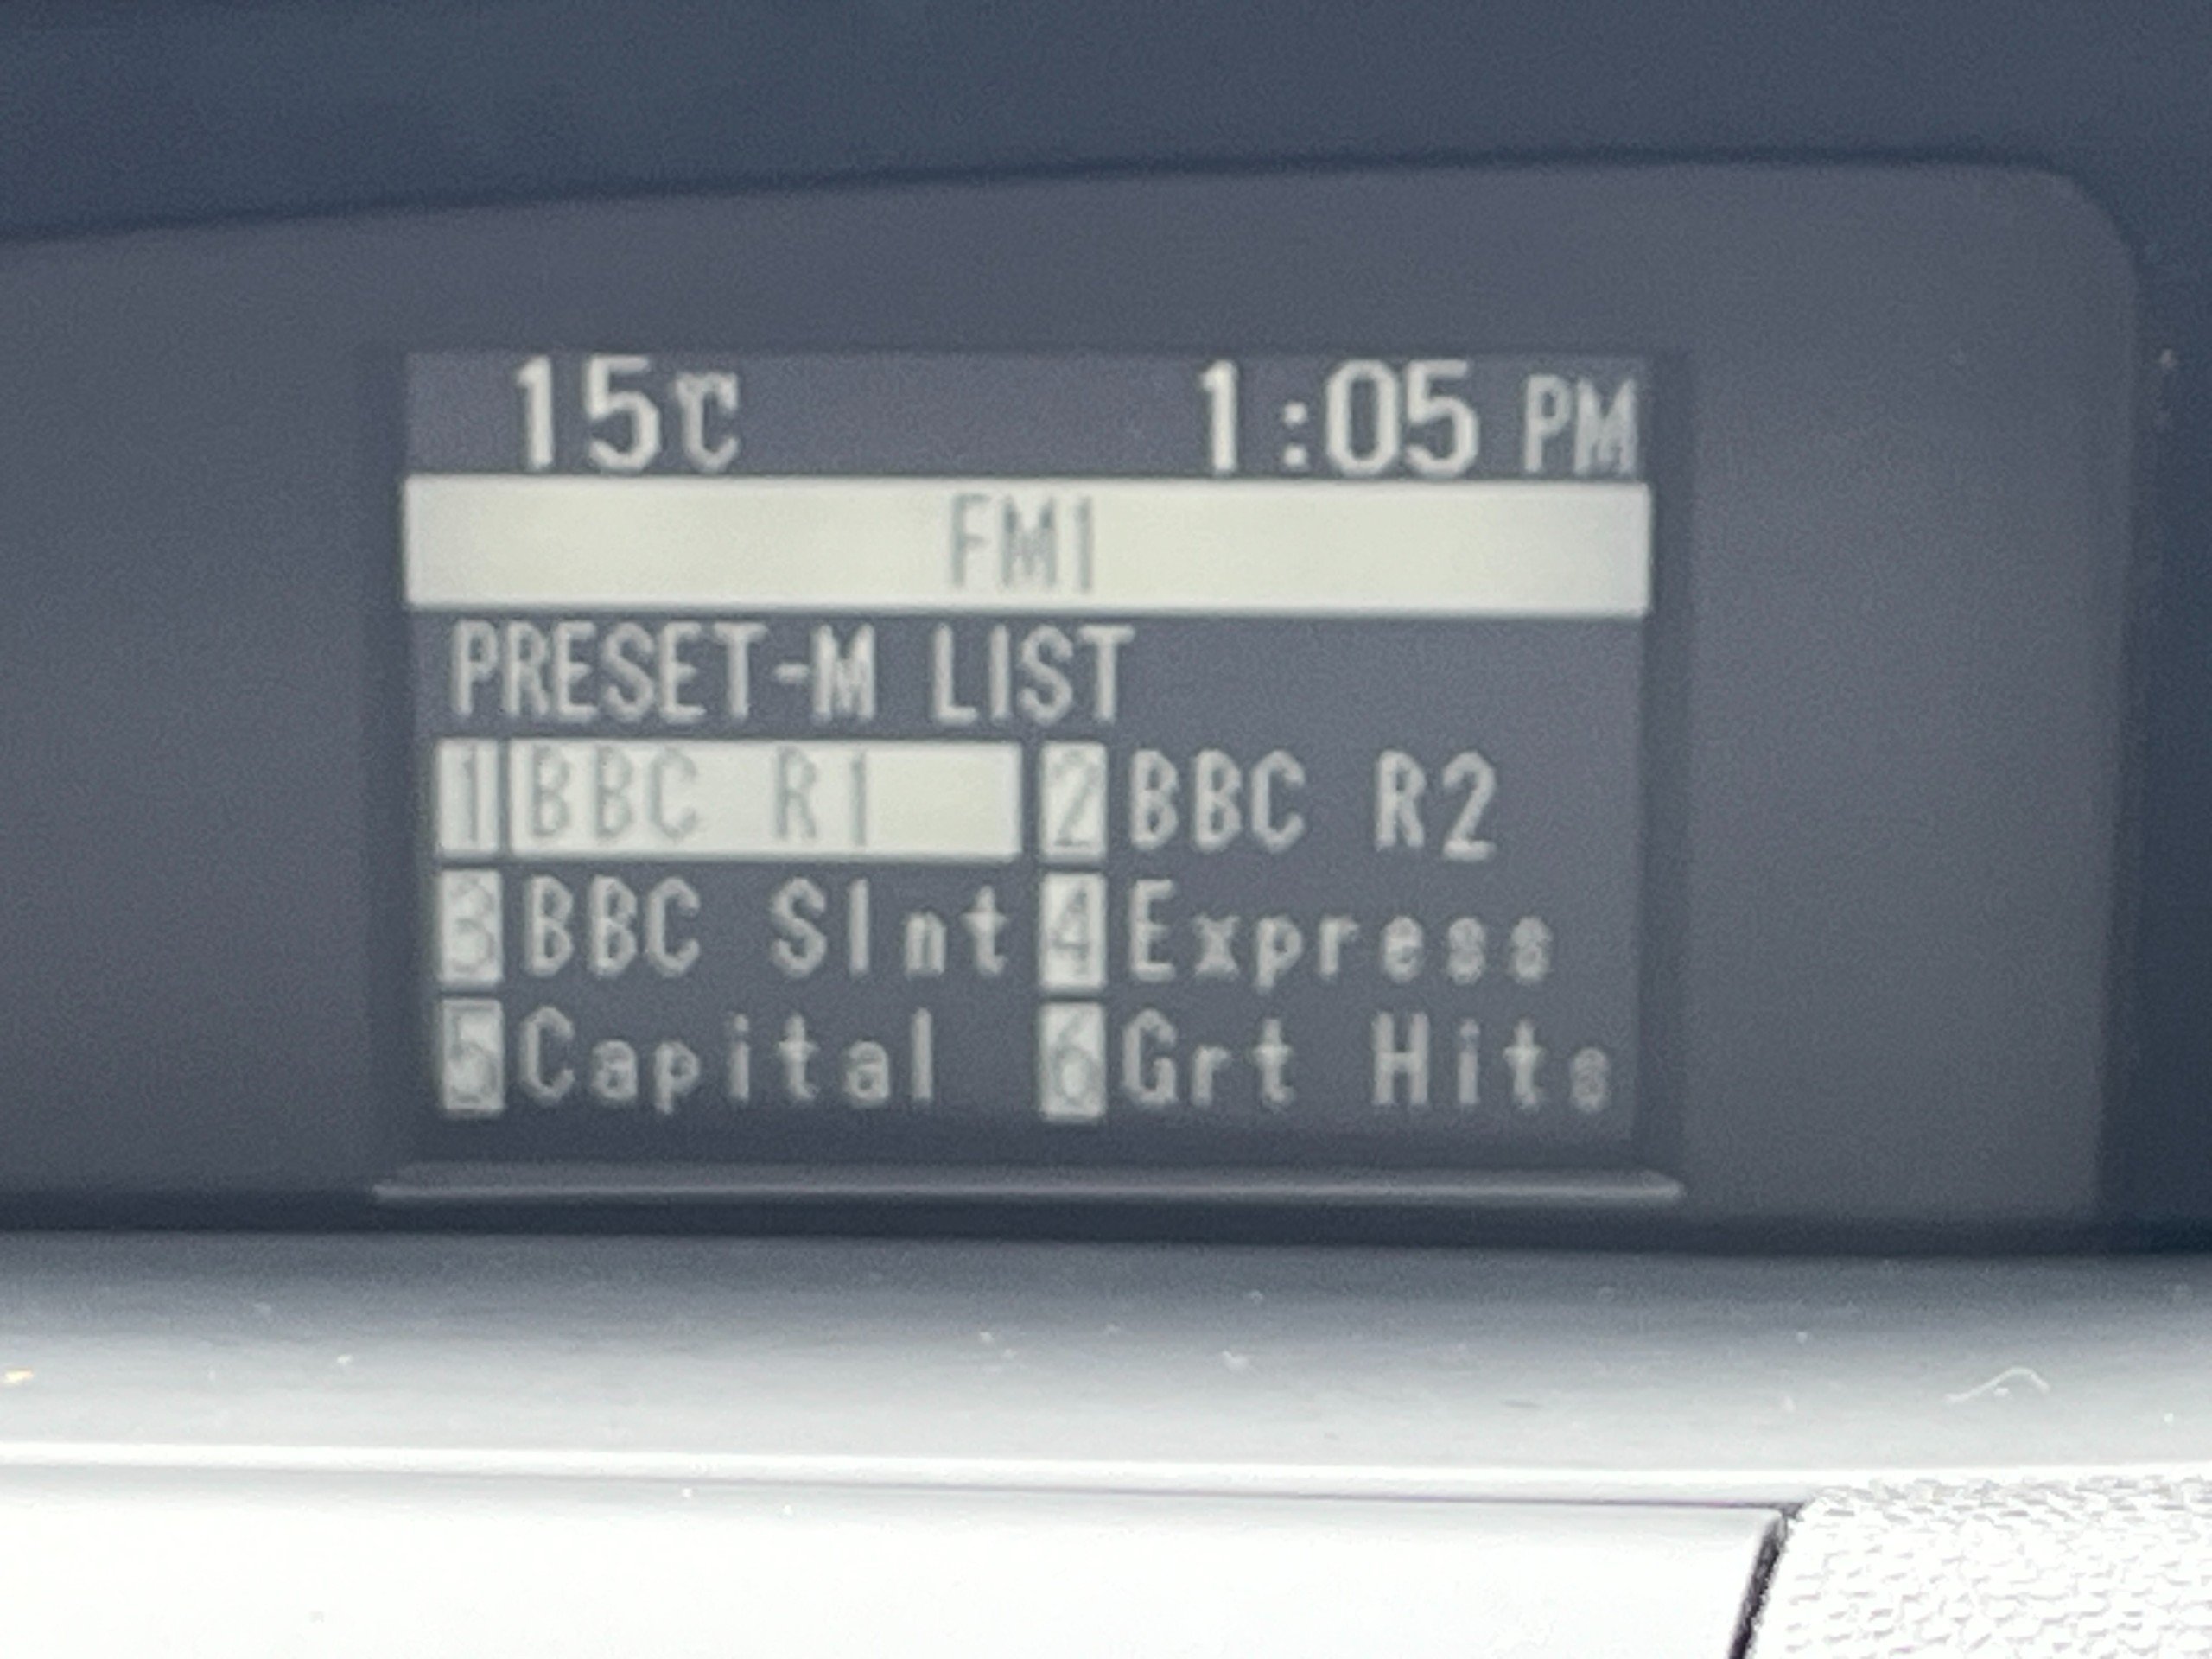 15℃ 1:05 PM
FM1
PRESET-M LIST
1 BBC R1 2 BBC R2
3 BBC Slnt 4 Express
5 Capital 6 Grt Hits